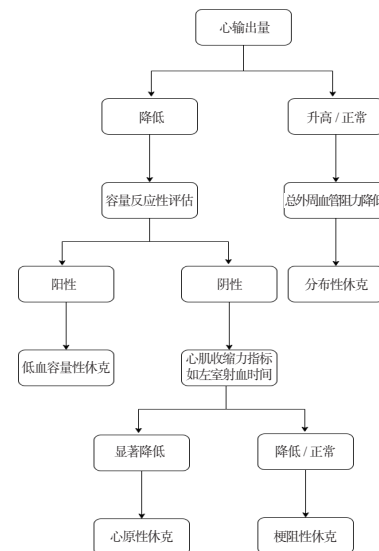 心输出量
降低
升高 / 正常
容量反应性评估
总外周血管阻力降低
阳性
阴性
分布性休克
低血容量性休克
心肌收缩力指标
如左室射血时间
显著降低
降低 / 正常
心原性休克
梗阻性休克